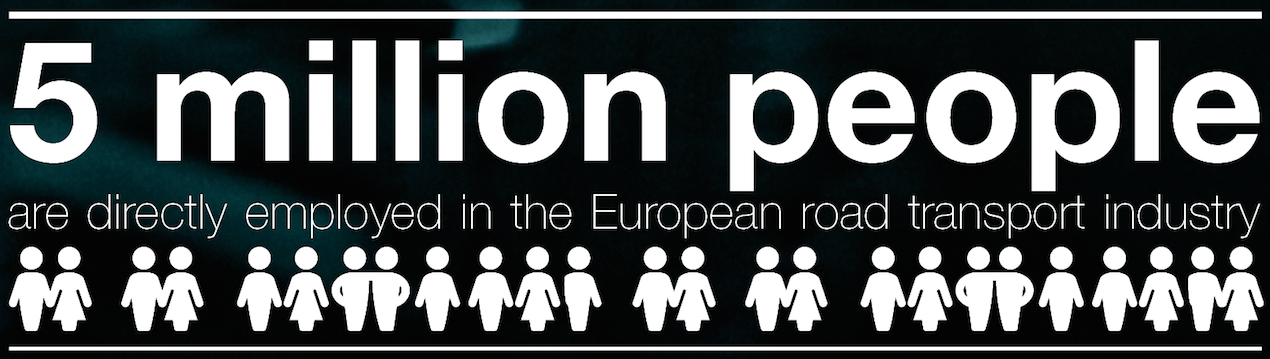 5 million people
are directly employed in the European road transport industry